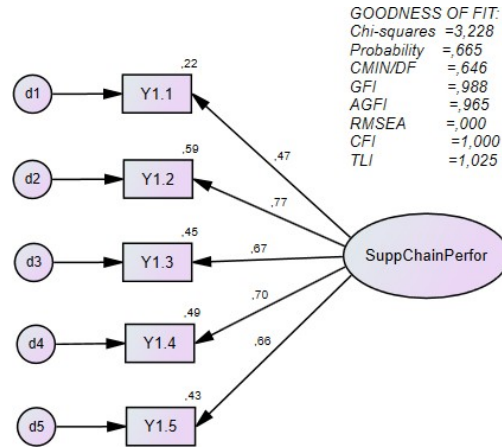 GOODNESS OF FIT:
Chi-squares =3,228
Probability =,665
CMIN/DF =,646
GFI =,988
AGFI =,965
RMSEA =,000
CFI =1,000
TLI =1,025
,22
d1 Y1.1
,47
,59
d2 Y1.2
,77
,45
d3 Y1.3
,67
SuppChainPerfor
,49
,70
d4 Y1.4
,66
,43
d5 Y1.5